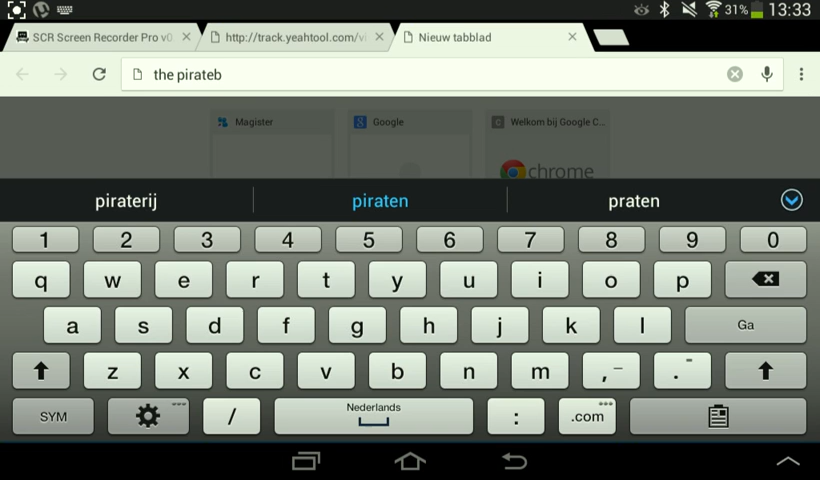 31% 13:33
SCR Screen Recorder Pro v0
http://track.yeahtool.com/vi
Nieuw tabblad
the pirateb
Magister
Google
Welkom bij Google C...
chrome
piraterij piraten praten
1 2 3 4 5 6 7 8 9 0
q w e r t y u i o p
a s d f g h j k l Ga
z x c v b n m , - . -
SYM / Nederlands : .com